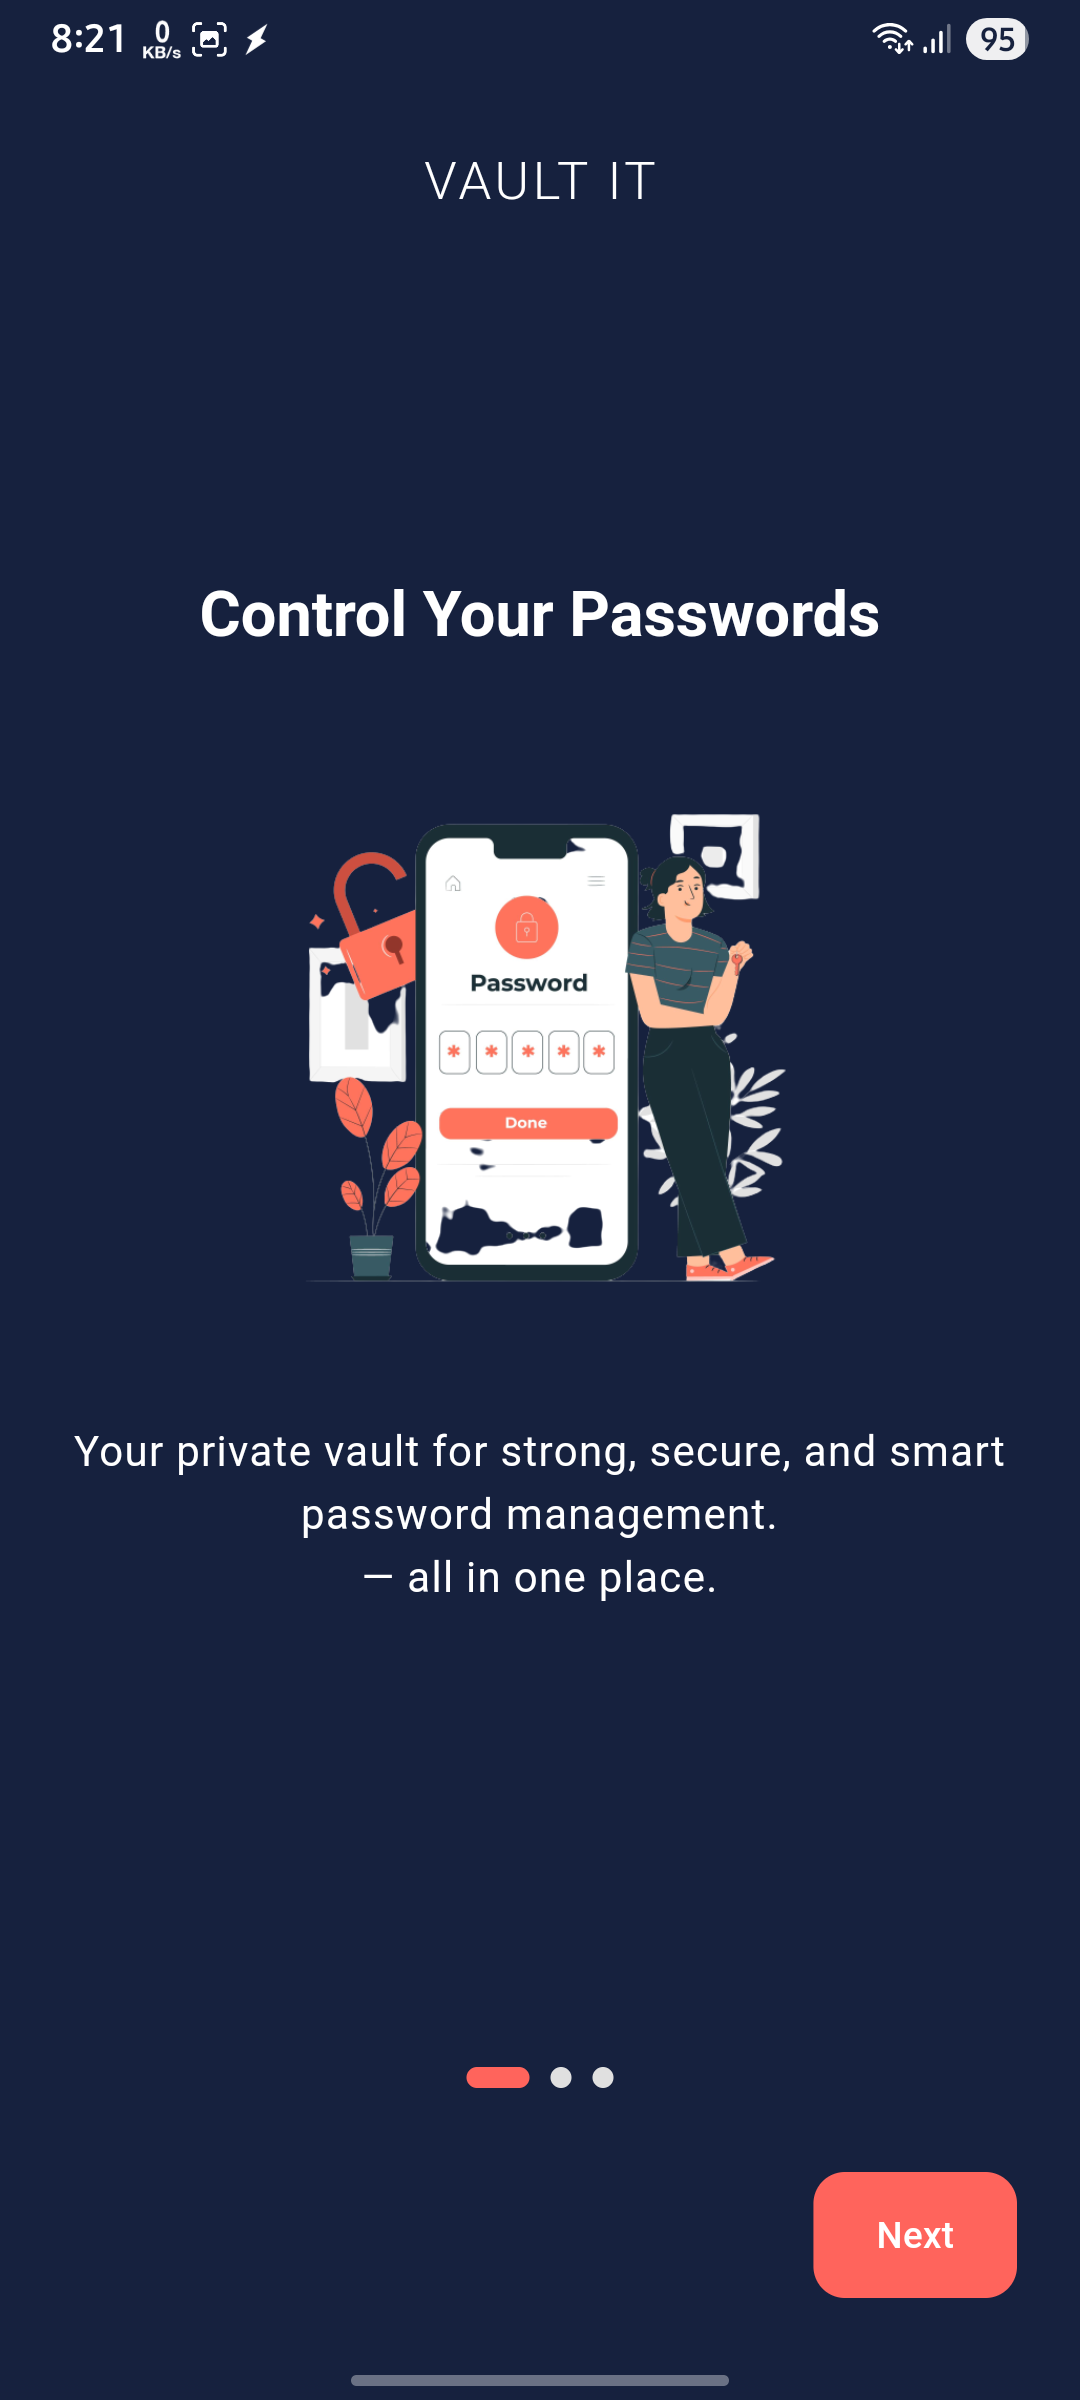 8:21 0 KB/s 95
VAULT IT
Control Your Passwords
Password
* * * * *
Done
Your private vault for strong, secure, and smart
password management.
— all in one place.
Next